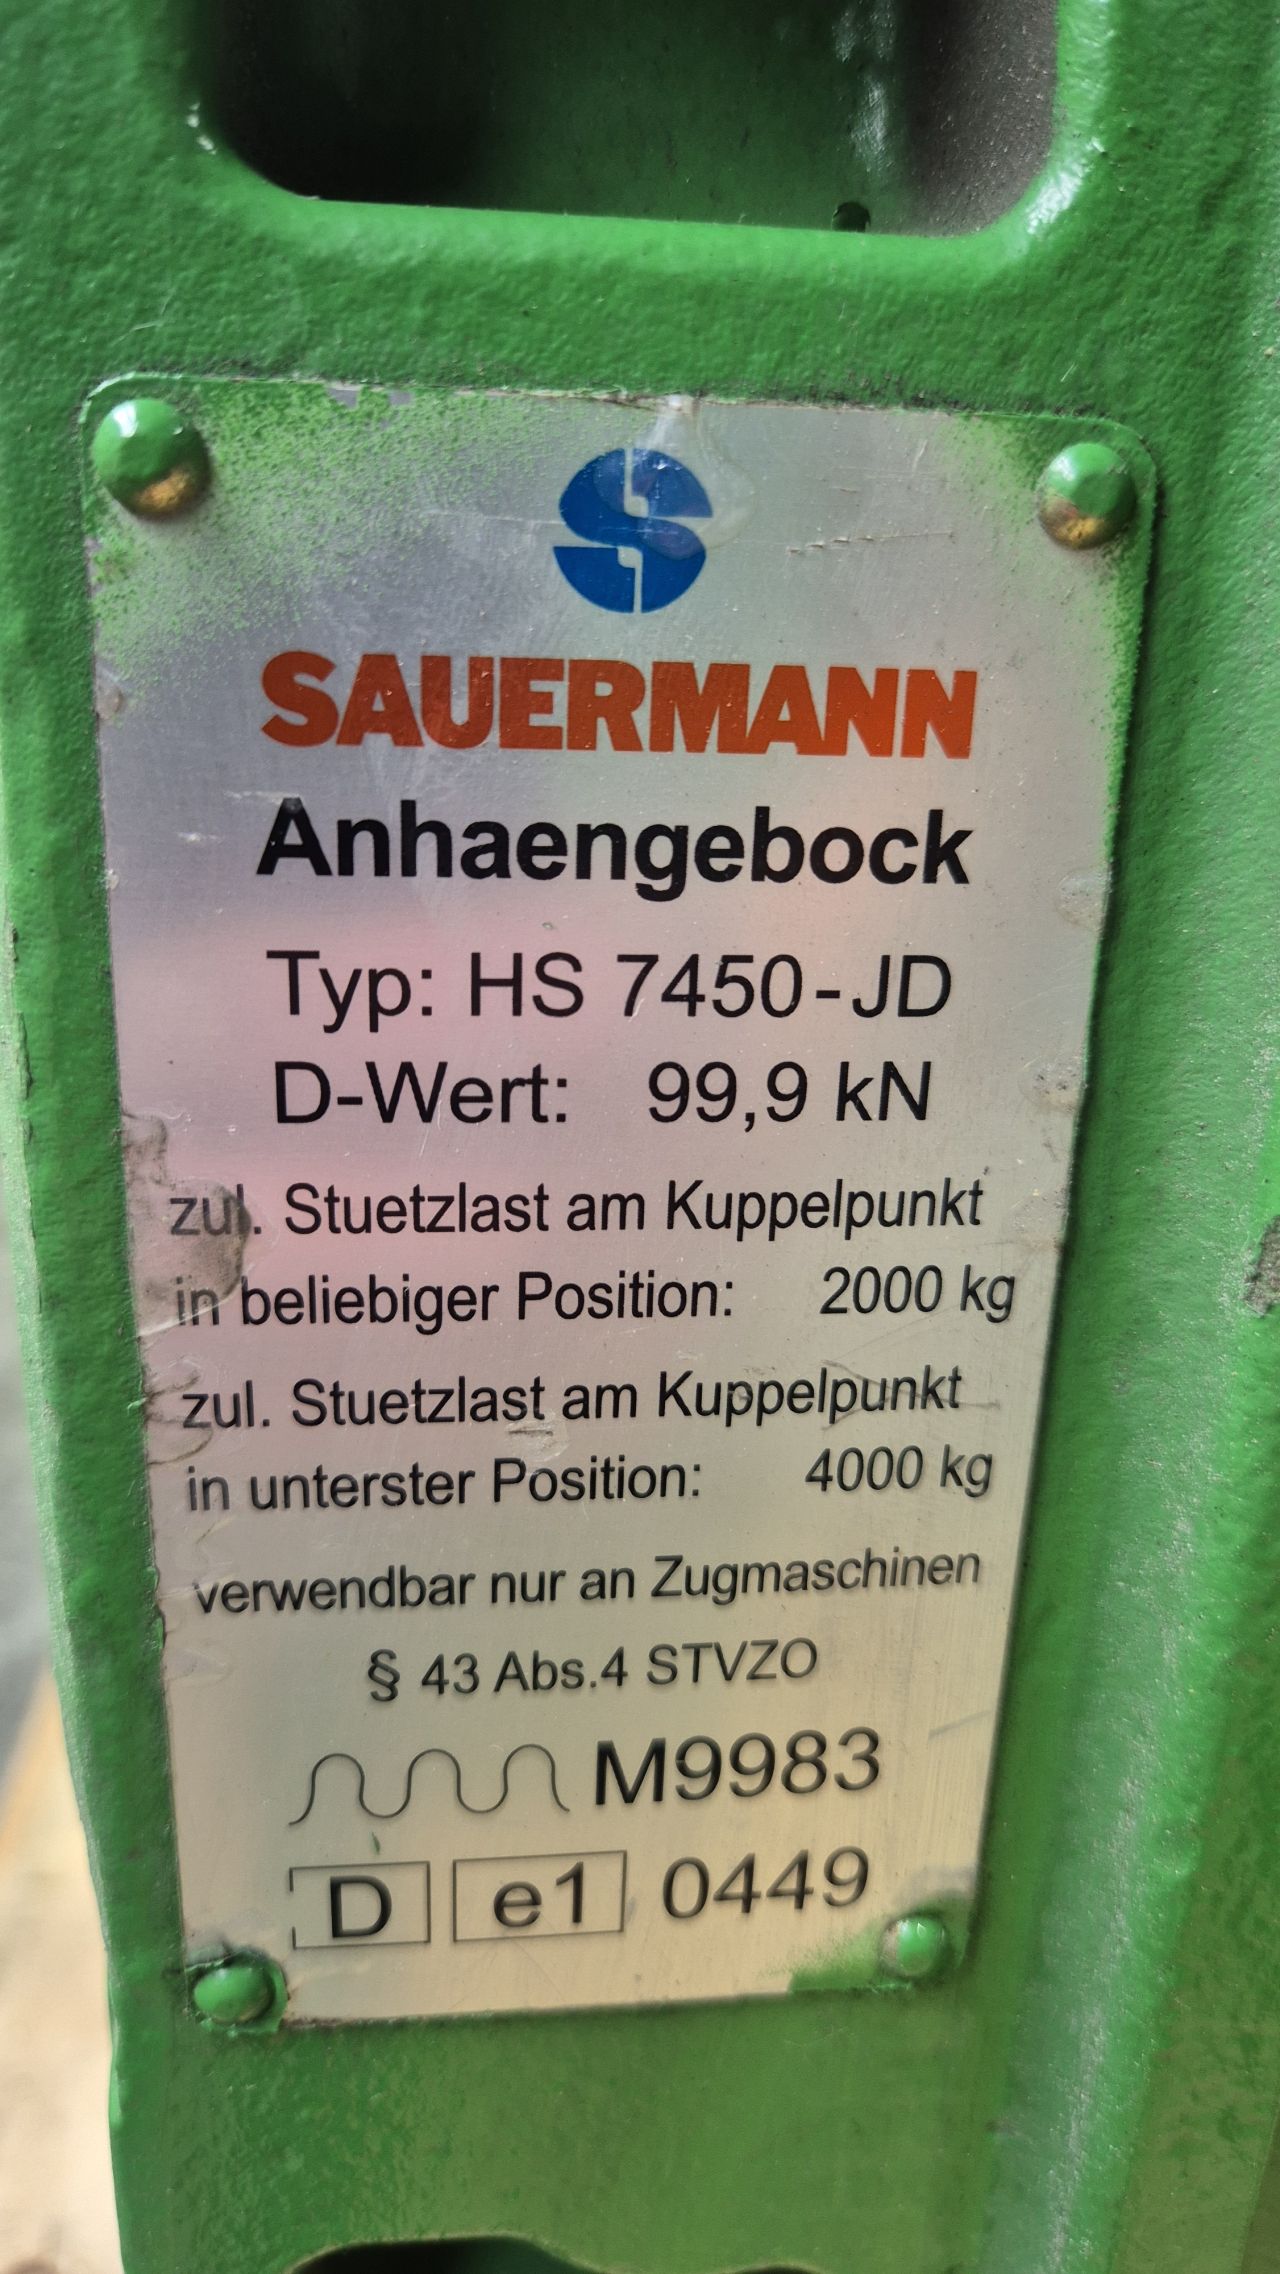 SAUERMANN
Anhaengebock
Typ: HS 7450-JD
D-Wert: 99,9 kN
zul. Stuetzlast am Kuppelpunkt
in beliebiger Position: 2000 kg
zul. Stuetzlast am Kuppelpunkt
in unterster Position: 4000 kg
verwendbar nur an Zugmaschinen
§ 43 Abs.4 STVZO
M9983
D e1 0449